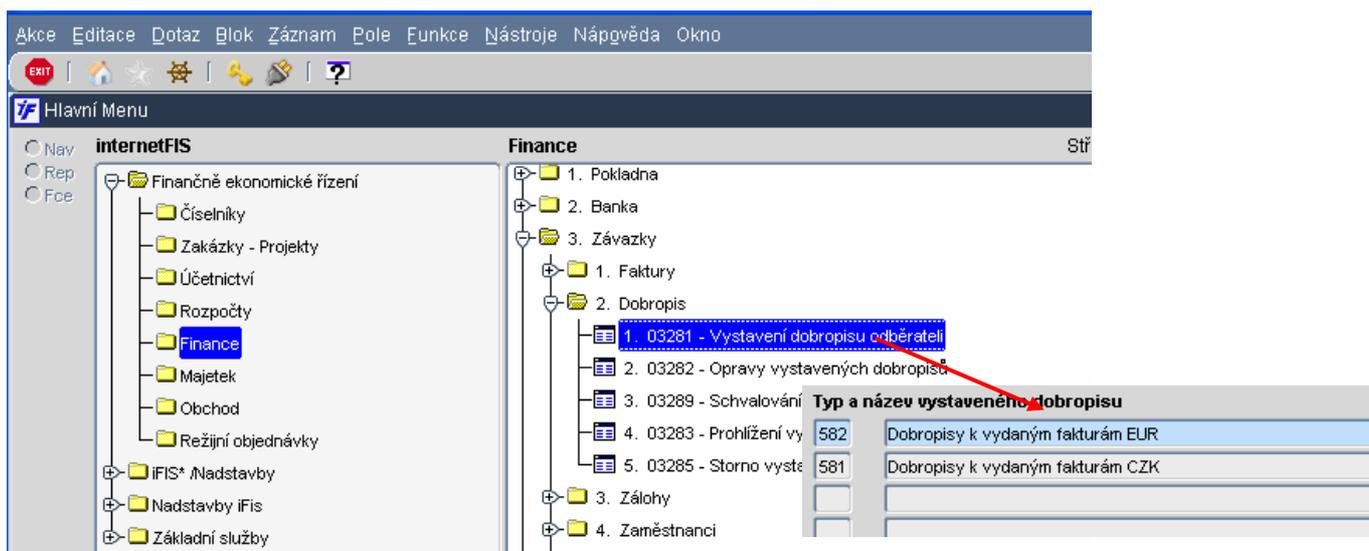 Akce Editace Dotaz Blok Záznam Pole Funkce Nástroje Nápověda Okno
EXIT
iF Hlavní Menu
Nav
Rep
Fce
internetFIS
Finančně ekonomické řízení
Číselníky
Zakázky - Projekty
Účetnictví
Rozpočty
Finance
Majetek
Obchod
Režijní objednávky
iFIS* /Nadstavby
Nadstavby iFis
Základní služby
Finance
Stř
1. Pokladna
2. Banka
3. Závazky
1. Faktury
2. Dobropis
1. 03281 - Vystavení dobropisu odběrateli
2. 03282 - Opravy vystavených dobropisů
3. 03289 - Schvalování
4. 03283 - Prohlížení vy
5. 03285 - Storno vysta
3. Zálohy
4. Zaměstnanci
Typ a název vystaveného dobropisu
582 Dobropisy k vydaným fakturám EUR
581 Dobropisy k vydaným fakturám CZK